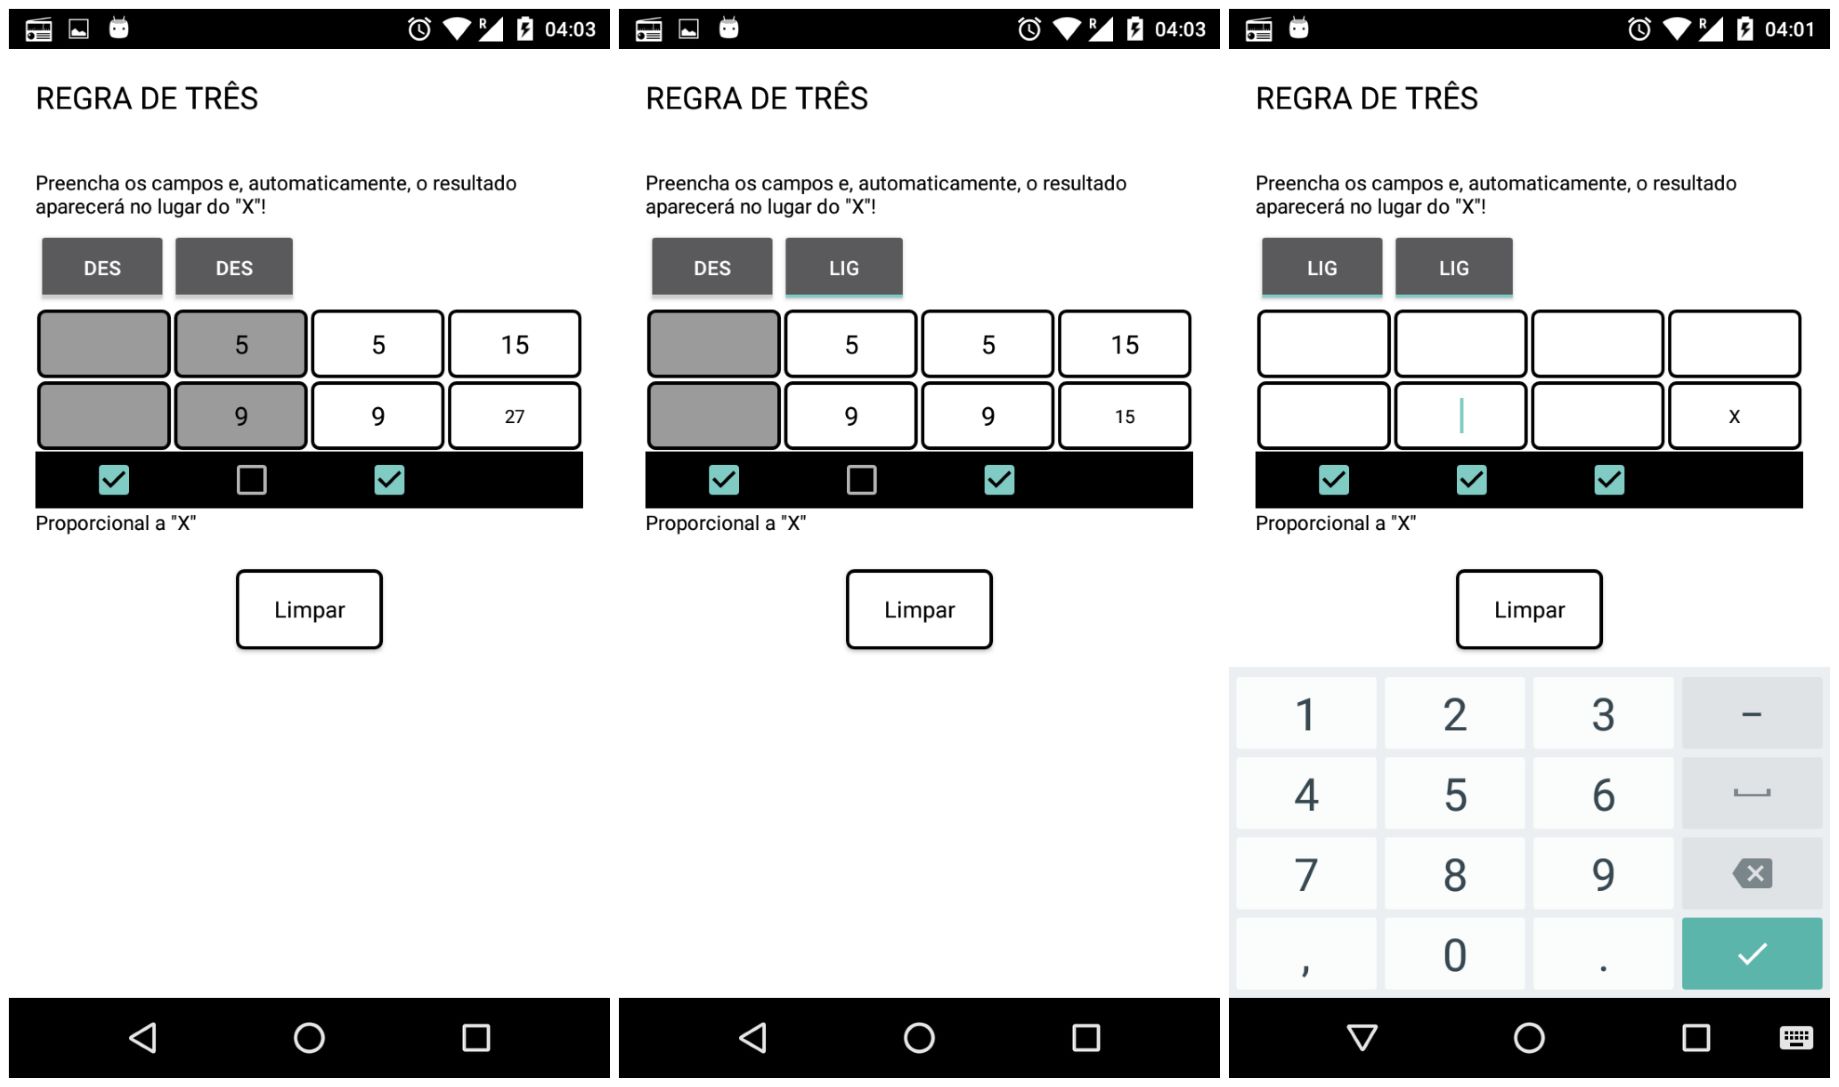 04:03
REGRA DE TRÊS
Preencha os campos e, automaticamente, o resultado
aparecerá no lugar do "X"!
DES DES
5 5 15
9 9 27
Proporcional a "X"
Limpar
04:03
REGRA DE TRÊS
Preencha os campos e, automaticamente, o resultado
aparecerá no lugar do "X"!
DES LIG
5 5 15
9 9 15
Proporcional a "X"
Limpar
R 04:01
REGRA DE TRÊS
Preencha os campos e, automaticamente, o resultado
aparecerá no lugar do "X"!
LIG LIG
X
Proporcional a "X"
Limpar
1 2 3 –
4 5 6
7 8 9
, 0 .